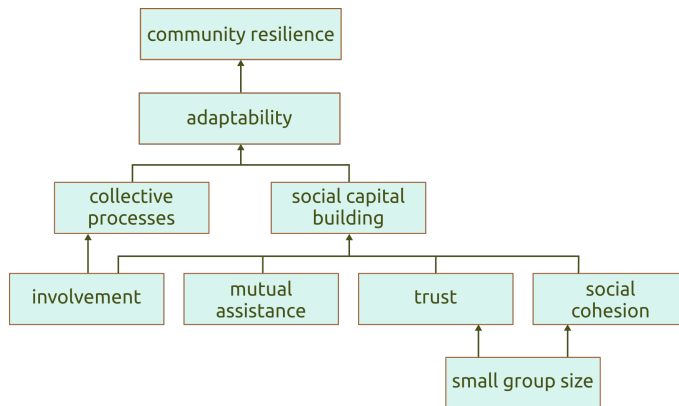 community resilience
adaptability
collective
processes
social capital
building
involvement
mutual
assistance
trust
social
cohesion
small group size